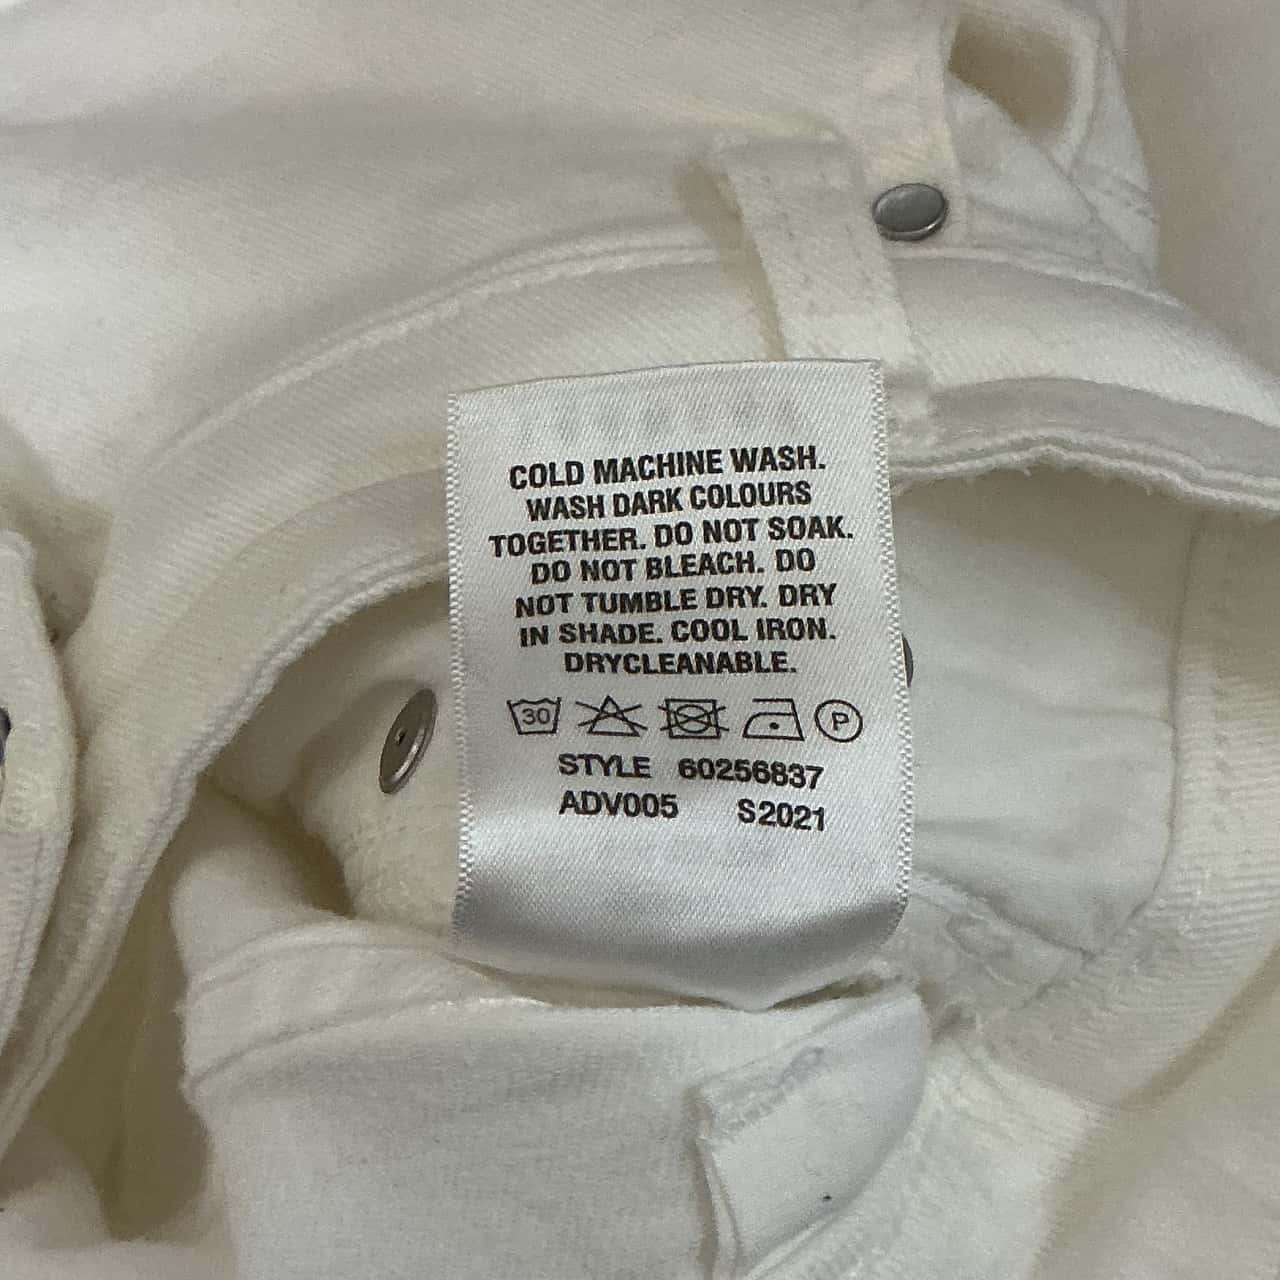 COLD MACHINE WASH.
WASH DARK COLOURS
TOGETHER. DO NOT SOAK.
DO NOT BLEACH. DO
NOT TUMBLE DRY. DRY
IN SHADE. COOL IRON.
DRYCLEANABLE.
30 P
STYLE 60256837
ADV005 S2021